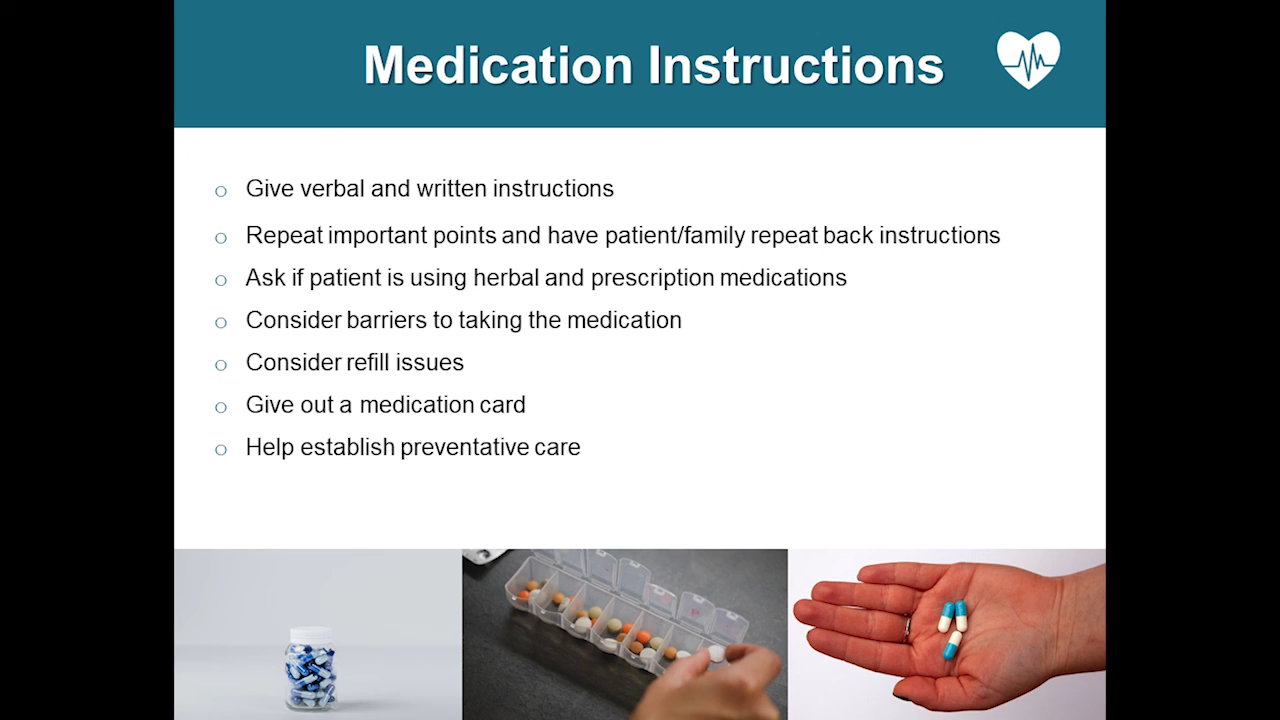 Medication Instructions
Give verbal and written instructions
Repeat important points and have patient/family repeat back instructions
Ask if patient is using herbal and prescription medications
Consider barriers to taking the medication
Consider refill issues
Give out a medication card
Help establish preventative care